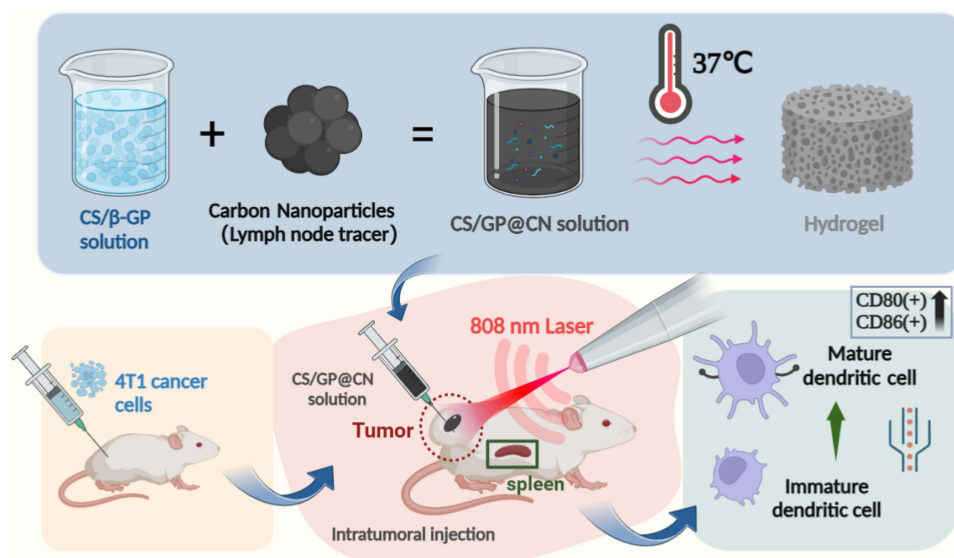 37℃
+
=
CS/β-GP
solution
Carbon Nanoparticles
(Lymph node tracer)
CS/GP@CN solution
Hydrogel
4T1 cancer
cells
CS/GP@CN
solution
808 nm Laser
Tumor
spleen
Intratumoral injection
CD80(+)
CD86(+)
Mature
dendritic cell
Immature
dendritic cell